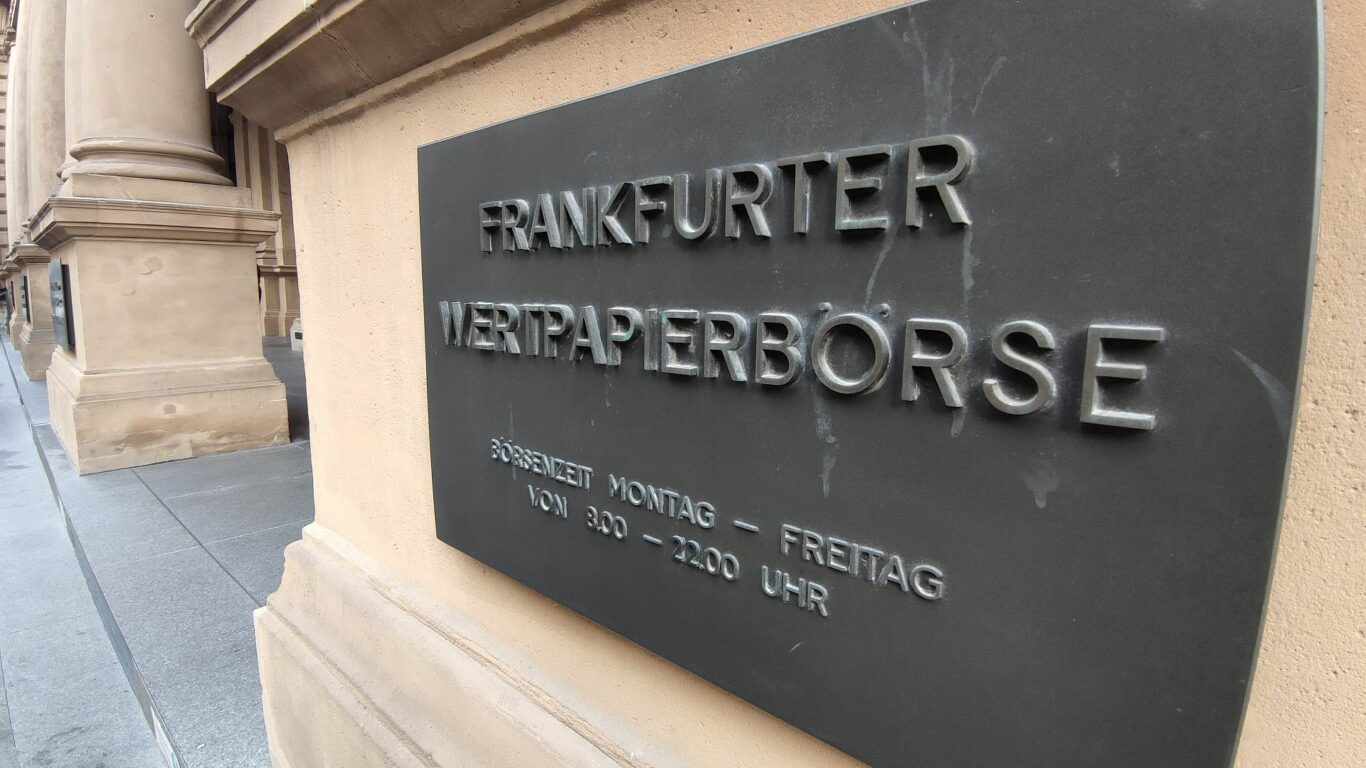 FRANKFURTER
WERTPAPIERBÖRSE
BÖRSENZEIT MONTAG – FREITAG
VON 8.00 – 22.00 UHR